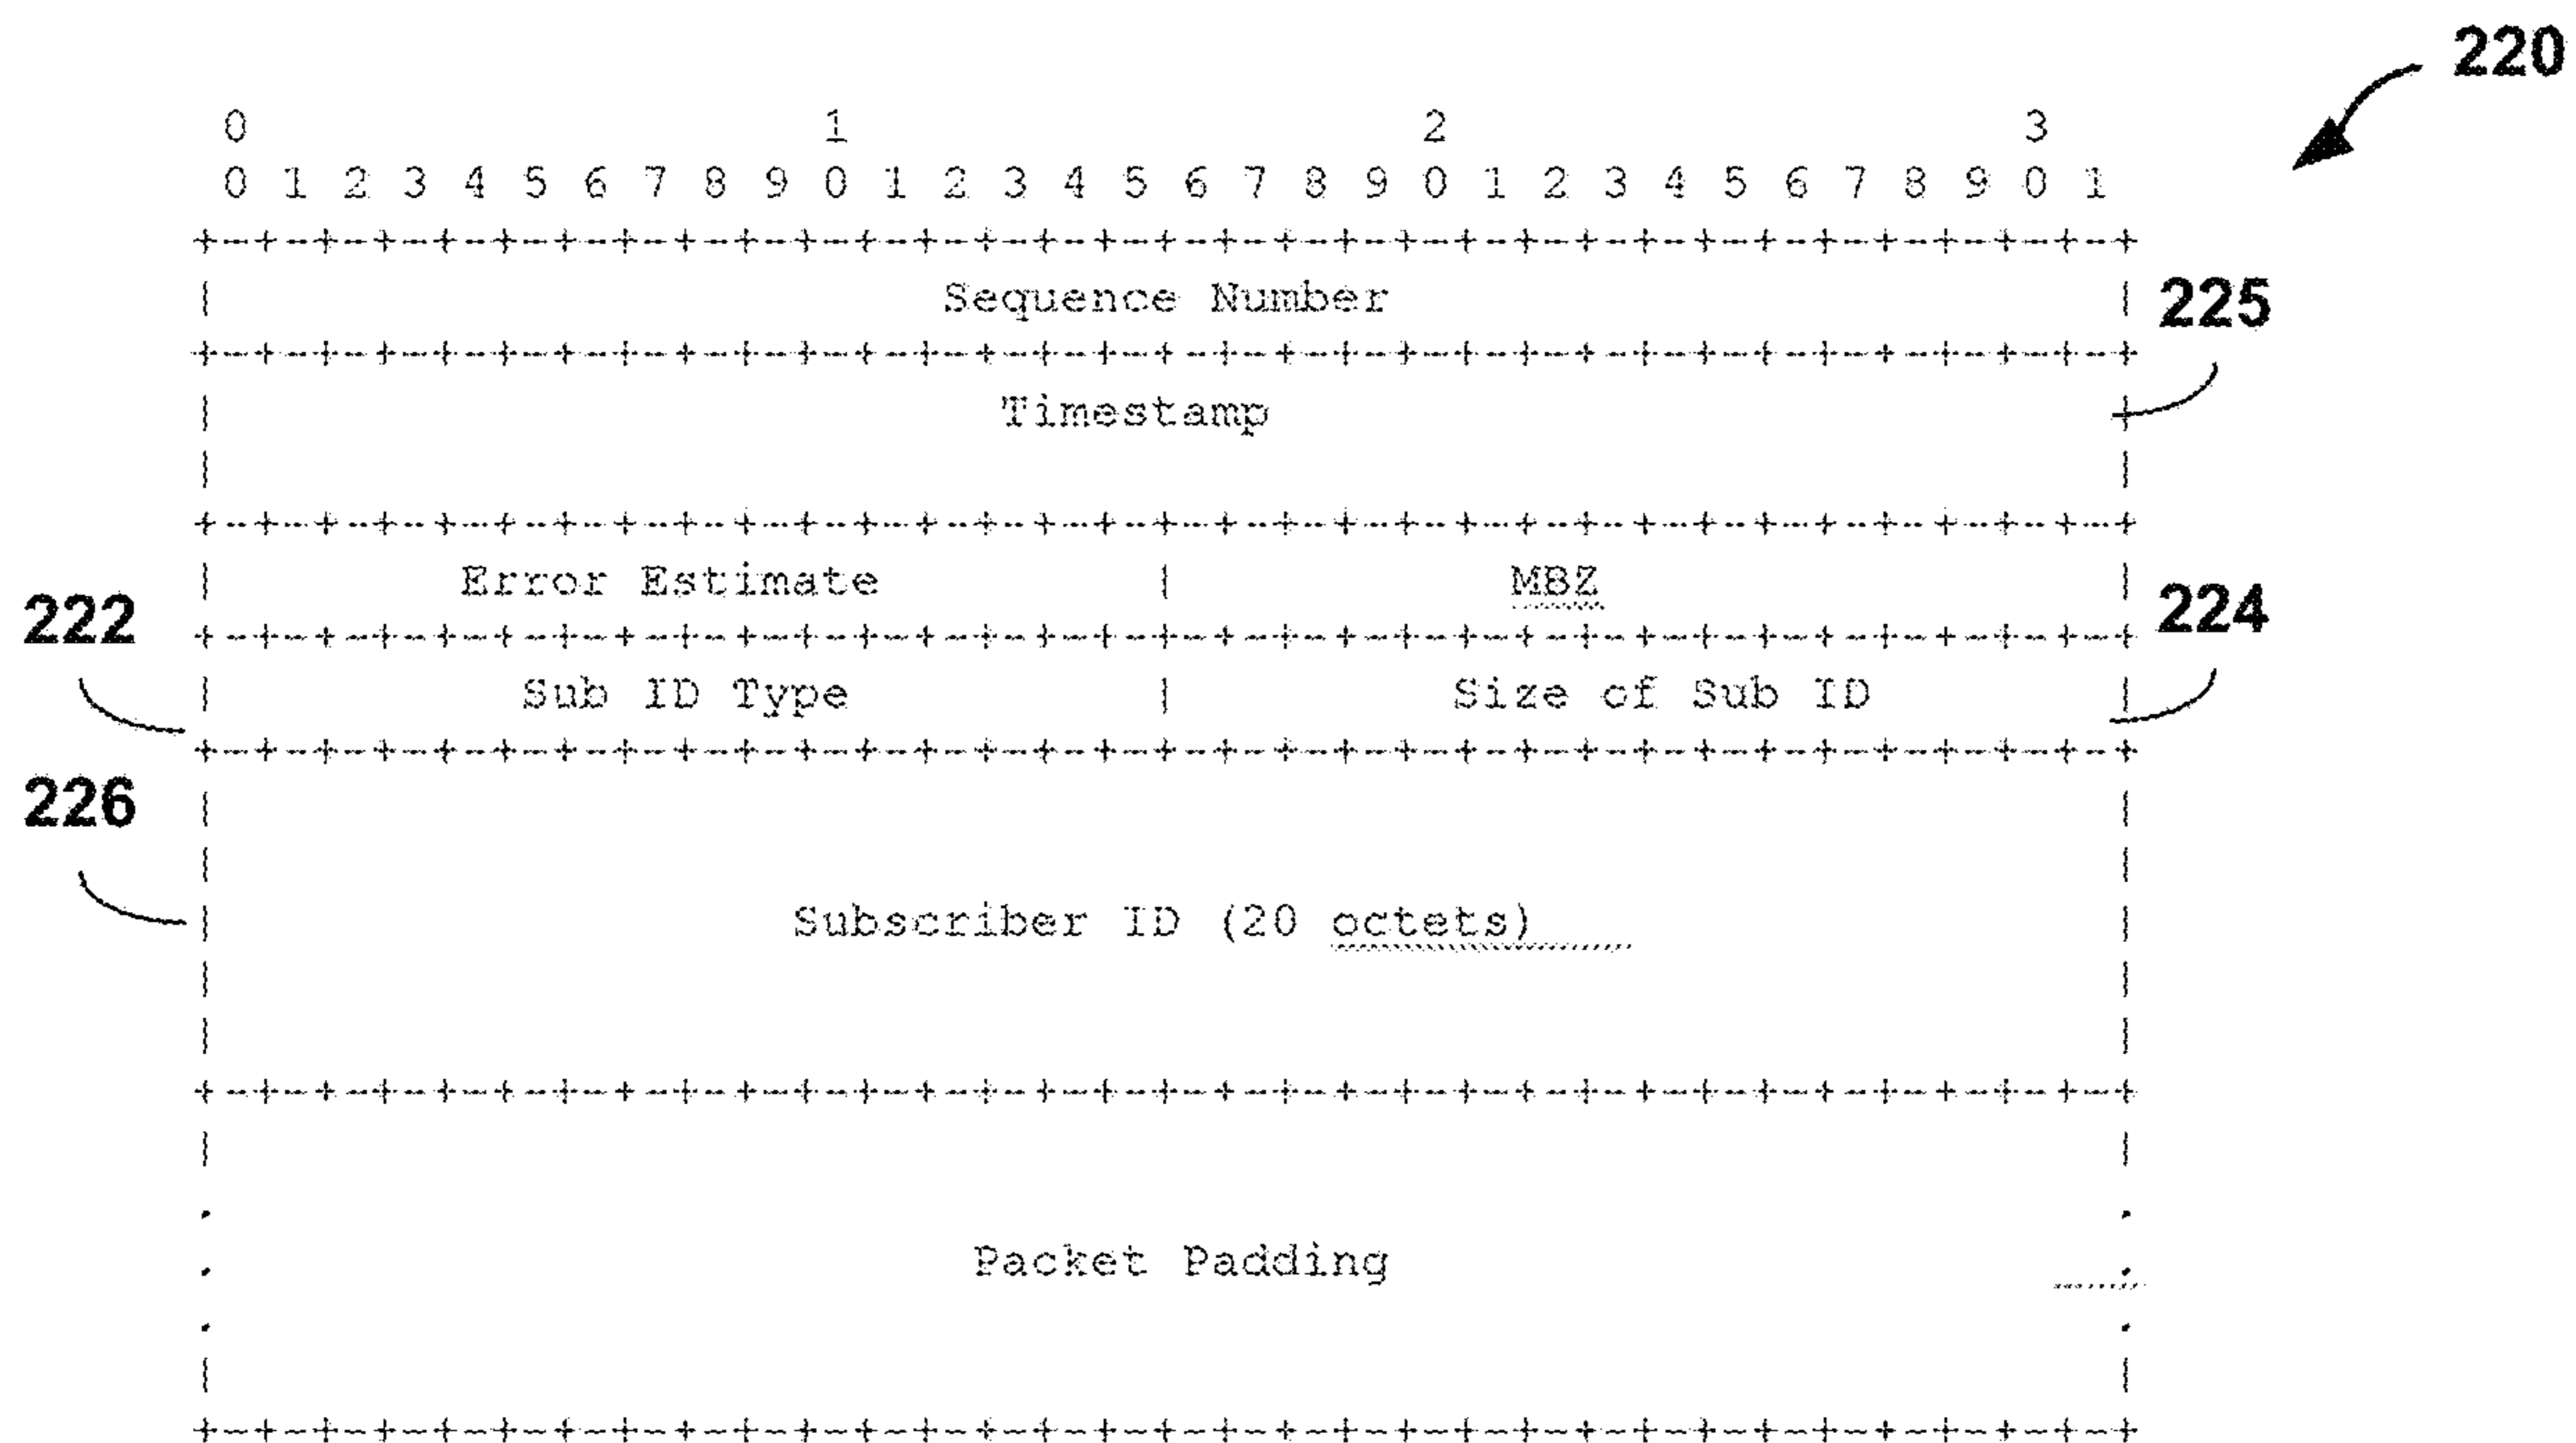 220
0 1 2 3
0 1 2 3 4 5 6 7 8 9 0 1 2 3 4 5 6 7 8 9 0 1 2 3 4 5 6 7 8 9 0 1
+-+-+-+-+-+-+-+-+-+-+-+-+-+-+-+-+-+-+-+-+-+-+-+-+-+-+-+-+-+-+-+-+
| Sequence Number | 225
+-+-+-+-+-+-+-+-+-+-+-+-+-+-+-+-+-+-+-+-+-+-+-+-+-+-+-+-+-+-+-+-+
| Timestamp |
| |
+-+-+-+-+-+-+-+-+-+-+-+-+-+-+-+-+-+-+-+-+-+-+-+-+-+-+-+-+-+-+-+-+
| Error Estimate | MBZ |
222 +-+-+-+-+-+-+-+-+-+-+-+-+-+-+-+-+-+-+-+-+-+-+-+-+-+-+-+-+-+-+-+-+ 224
| Sub ID Type | Size of Sub ID |
+-+-+-+-+-+-+-+-+-+-+-+-+-+-+-+-+-+-+-+-+-+-+-+-+-+-+-+-+-+-+-+-+
226 | |
| |
| Subscriber ID (20 octets) |
| |
| |
+-+-+-+-+-+-+-+-+-+-+-+-+-+-+-+-+-+-+-+-+-+-+-+-+-+-+-+-+-+-+-+-+
| |
. .
. Packet Padding .
. .
| |
+-+-+-+-+-+-+-+-+-+-+-+-+-+-+-+-+-+-+-+-+-+-+-+-+-+-+-+-+-+-+-+-+